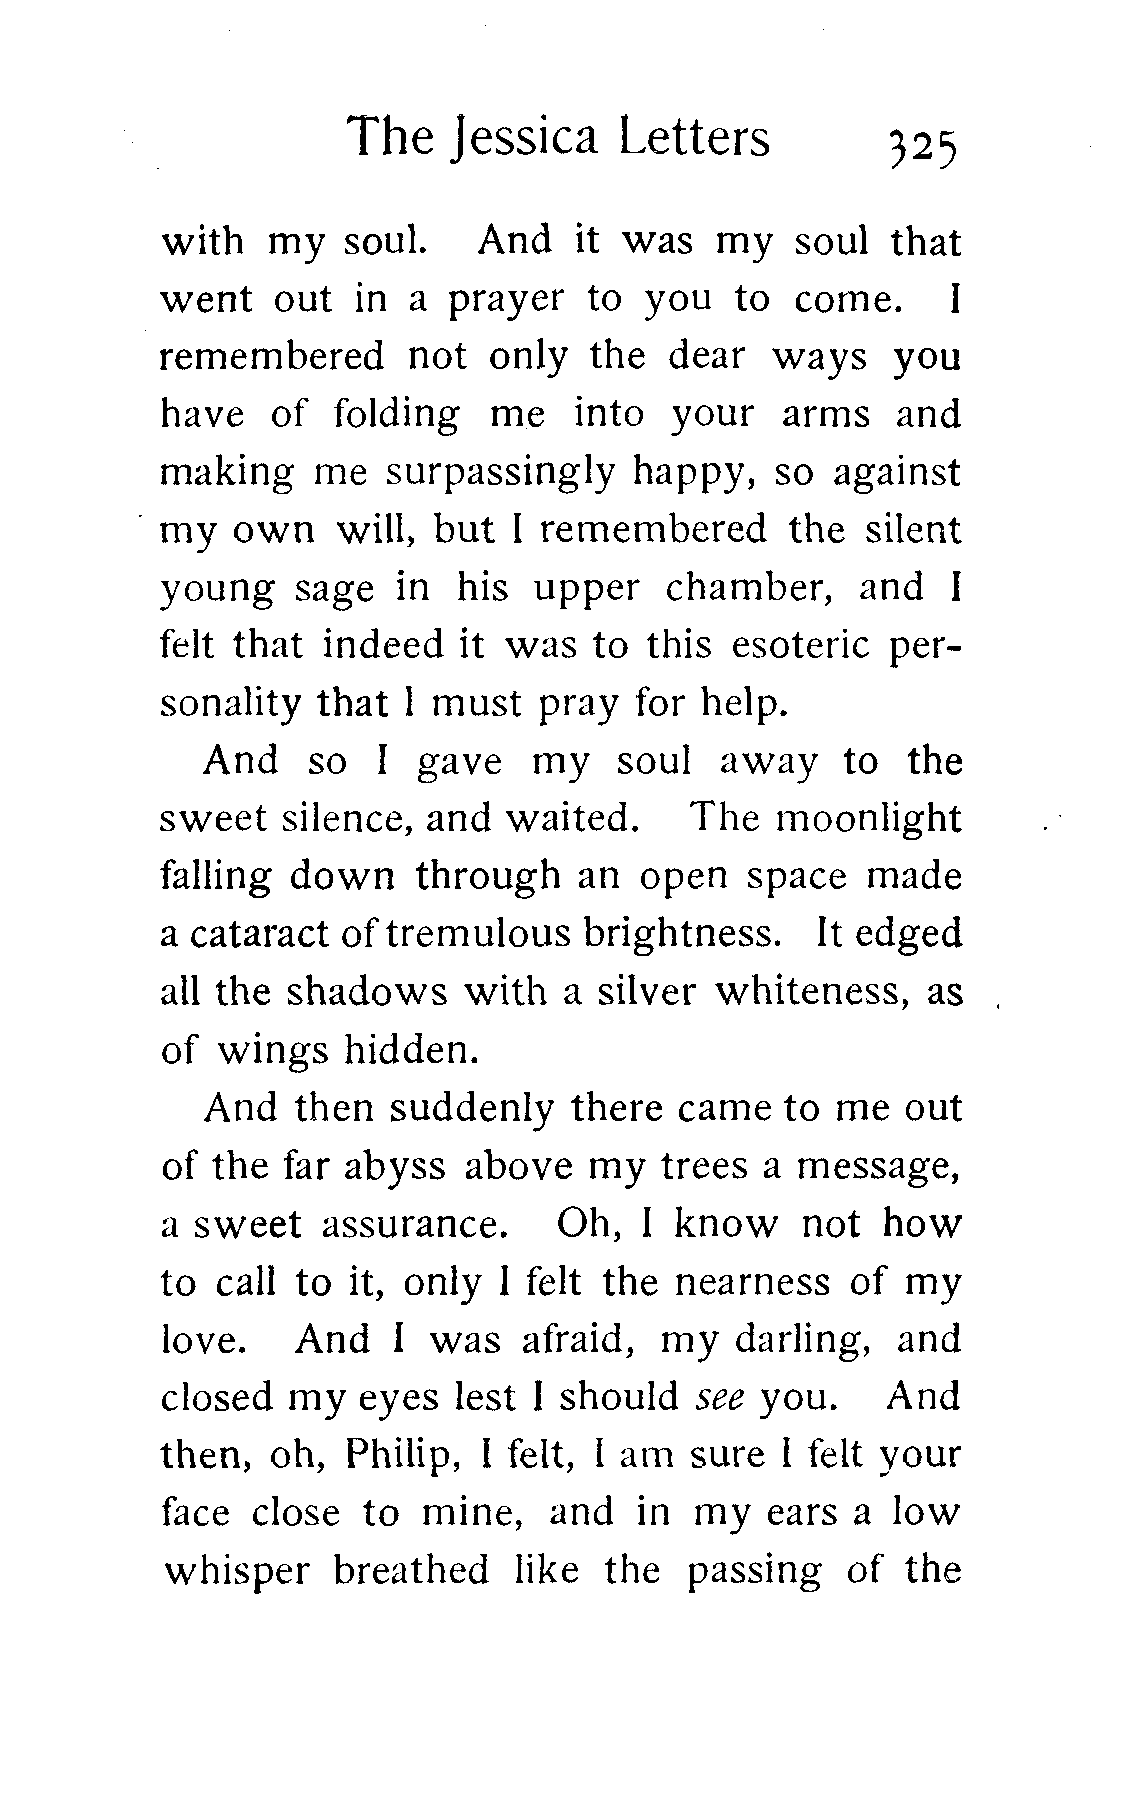 The Jessica Letters 325
with my soul. And it was my soul that
went out in a prayer to you to come. I
remembered not only the dear ways you
have of folding me into your arms and
making me surpassingly happy, so against
my own will, but I remembered the silent
young sage in his upper chamber, and I
felt that indeed it was to this esoteric per-
sonality that I must pray for help.
And so I gave my soul away to the
sweet silence, and waited. The moonlight
falling down through an open space made
a cataract of tremulous brightness. It edged
all the shadows with a silver whiteness, as
of wings hidden.
And then suddenly there came to me out
of the far abyss above my trees a message,
a sweet assurance. Oh, I know not how
to call to it, only I felt the nearness of my
love. And I was afraid, my darling, and
closed my eyes lest I should see you. And
then, oh, Philip, I felt, I am sure I felt your
face close to mine, and in my ears a low
whisper breathed like the passing of the